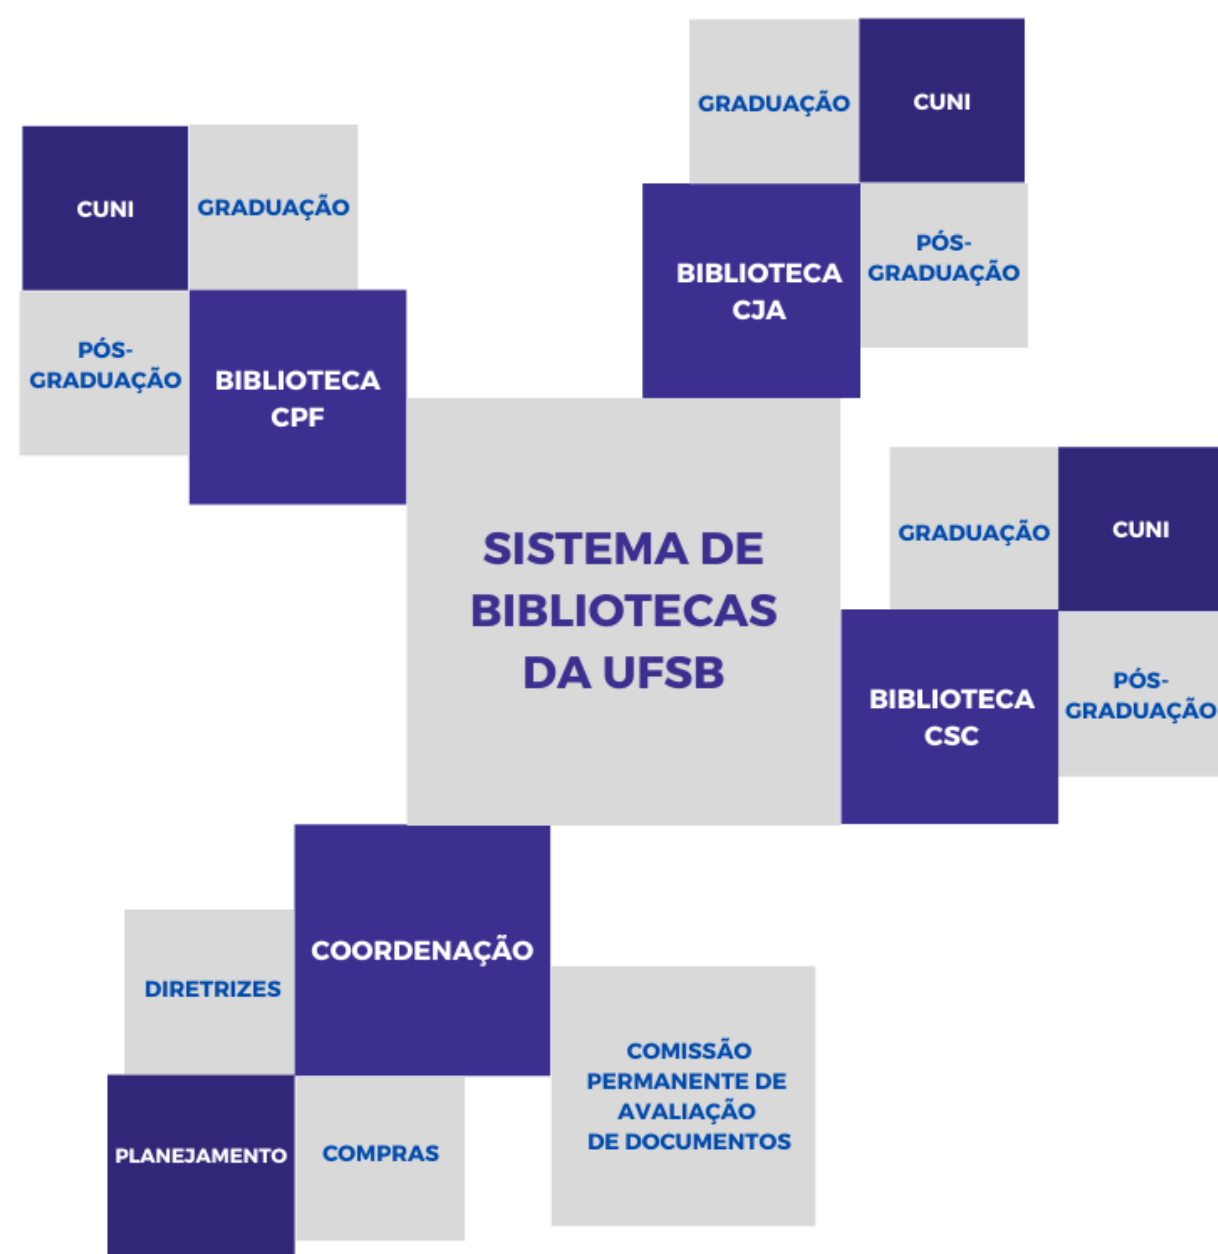 GRADUAÇÃO
CUNI
BIBLIOTECA
CJA
PÓS-
GRADUAÇÃO
CUNI
GRADUAÇÃO
PÓS-
GRADUAÇÃO
BIBLIOTECA
CPF
SISTEMA DE
BIBLIOTECAS
DA UFSB
GRADUAÇÃO
CUNI
BIBLIOTECA
CSC
PÓS-
GRADUAÇÃO
COORDENAÇÃO
DIRETRIZES
PLANEJAMENTO
COMPRAS
COMISSÃO
PERMANENTE DE
AVALIAÇÃO
DE DOCUMENTOS